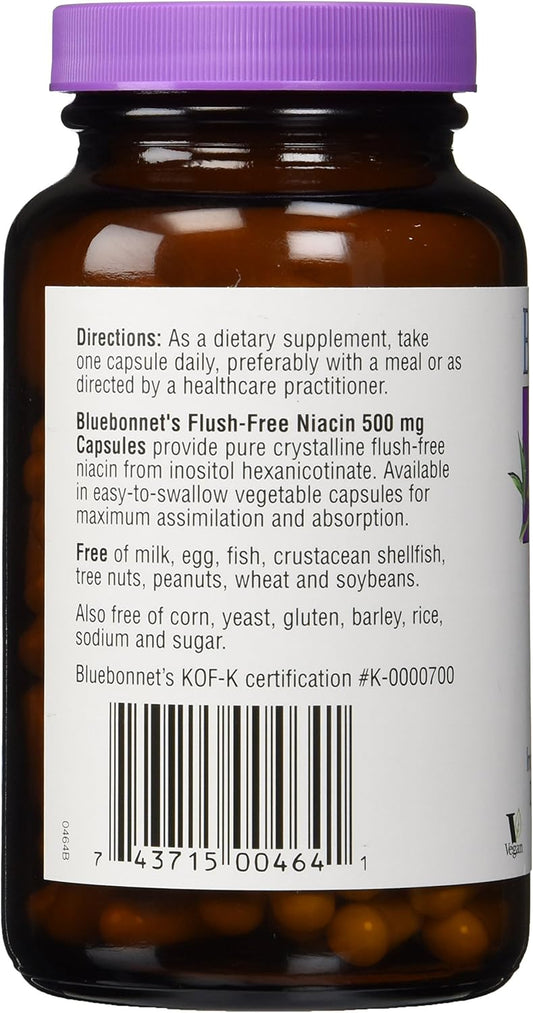 Directions: As a dietary supplement, take
one capsule daily, preferably with a meal or as
directed by a healthcare practitioner.
Bluebonnet's Flush-Free Niacin 500 mg
Capsules provide pure crystalline flush-free
niacin from inositol hexanicotinate. Available
in easy-to-swallow vegetable capsules for
maximum assimilation and absorption.
Free of milk, egg, fish, crustacean shellfish,
tree nuts, peanuts, wheat and soybeans.
Also free of corn, yeast, gluten, barley, rice,
sodium and sugar.
Bluebonnet's KOF-K certification #K-0000700
0464B
7 43715 00464 1
V
Vegan